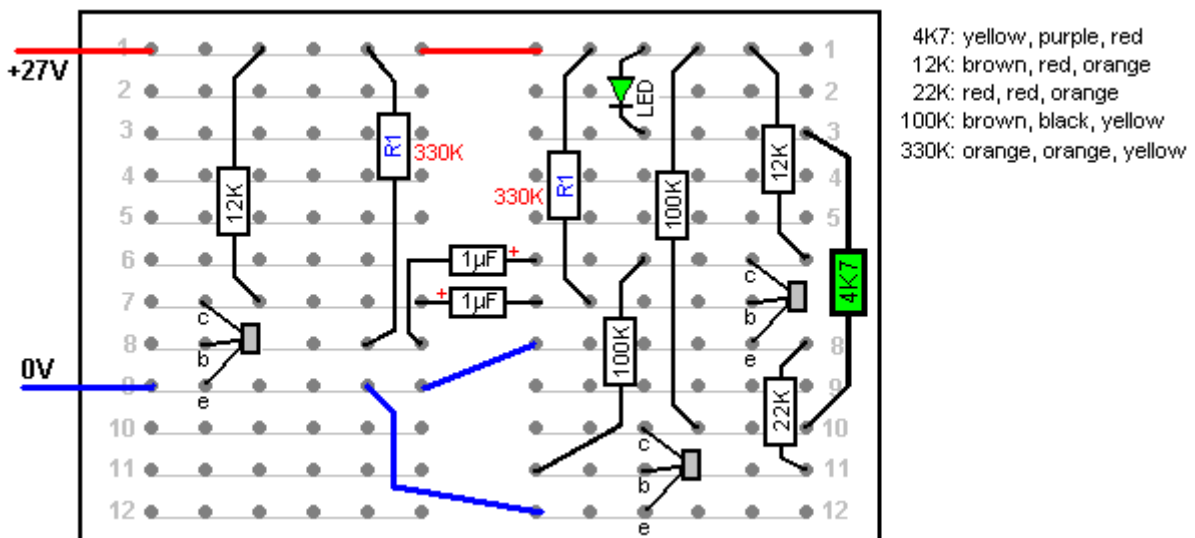 1 1 4K7: yellow, purple, red
+27V LED 12K: brown, red, orange
2 2 22K: red, red, orange
3 3 100K: brown, black, yellow
R1 330K 12K 330K: orange, orange, yellow
4 4
12K 330K R1 100K
5 5
6 1µF + c 6
4K7
7 + 1µF b 7
c
8 b 100K e 8
0V
9 e 9
22K
10 c 10
11 b 11
12 e 12